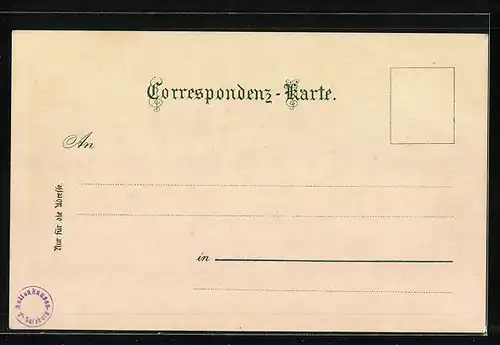 Correspondenz-Karte.
An
Nur für die Adresse.
in